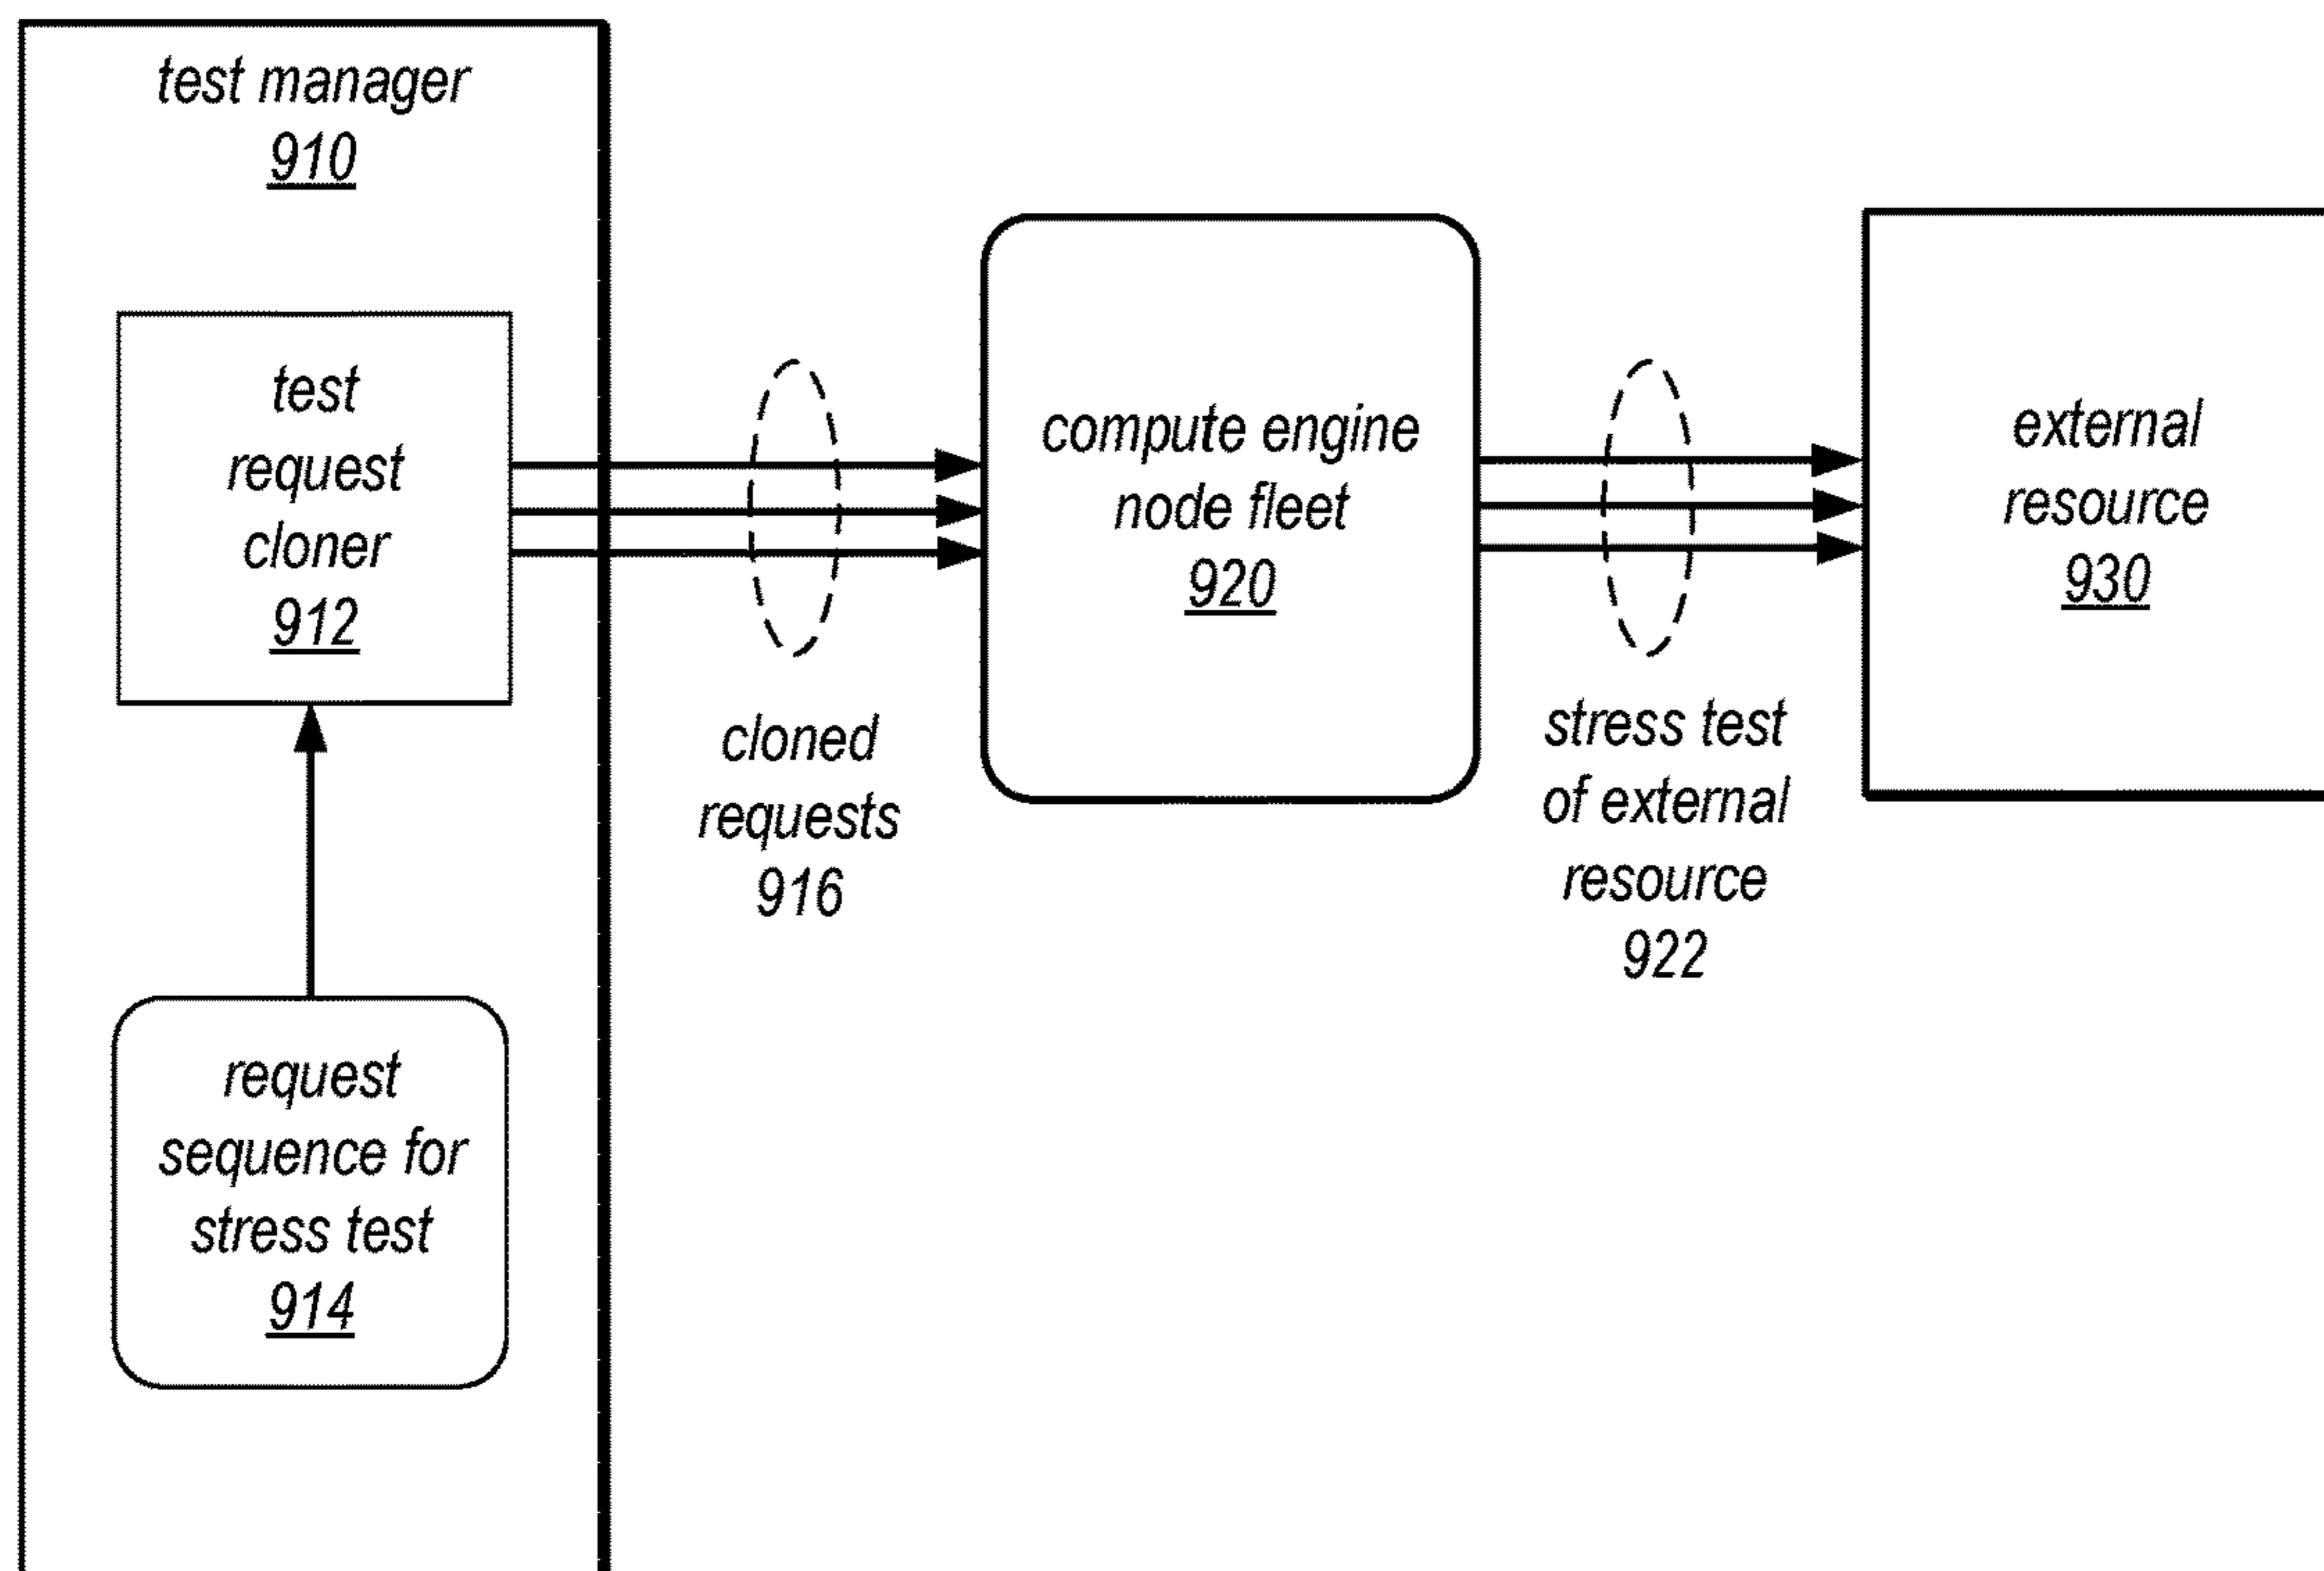 test manager
910
test
request
cloner
912
request
sequence for
stress test
914
cloned
requests
916
compute engine
node fleet
920
stress test
of external
resource
922
external
resource
930